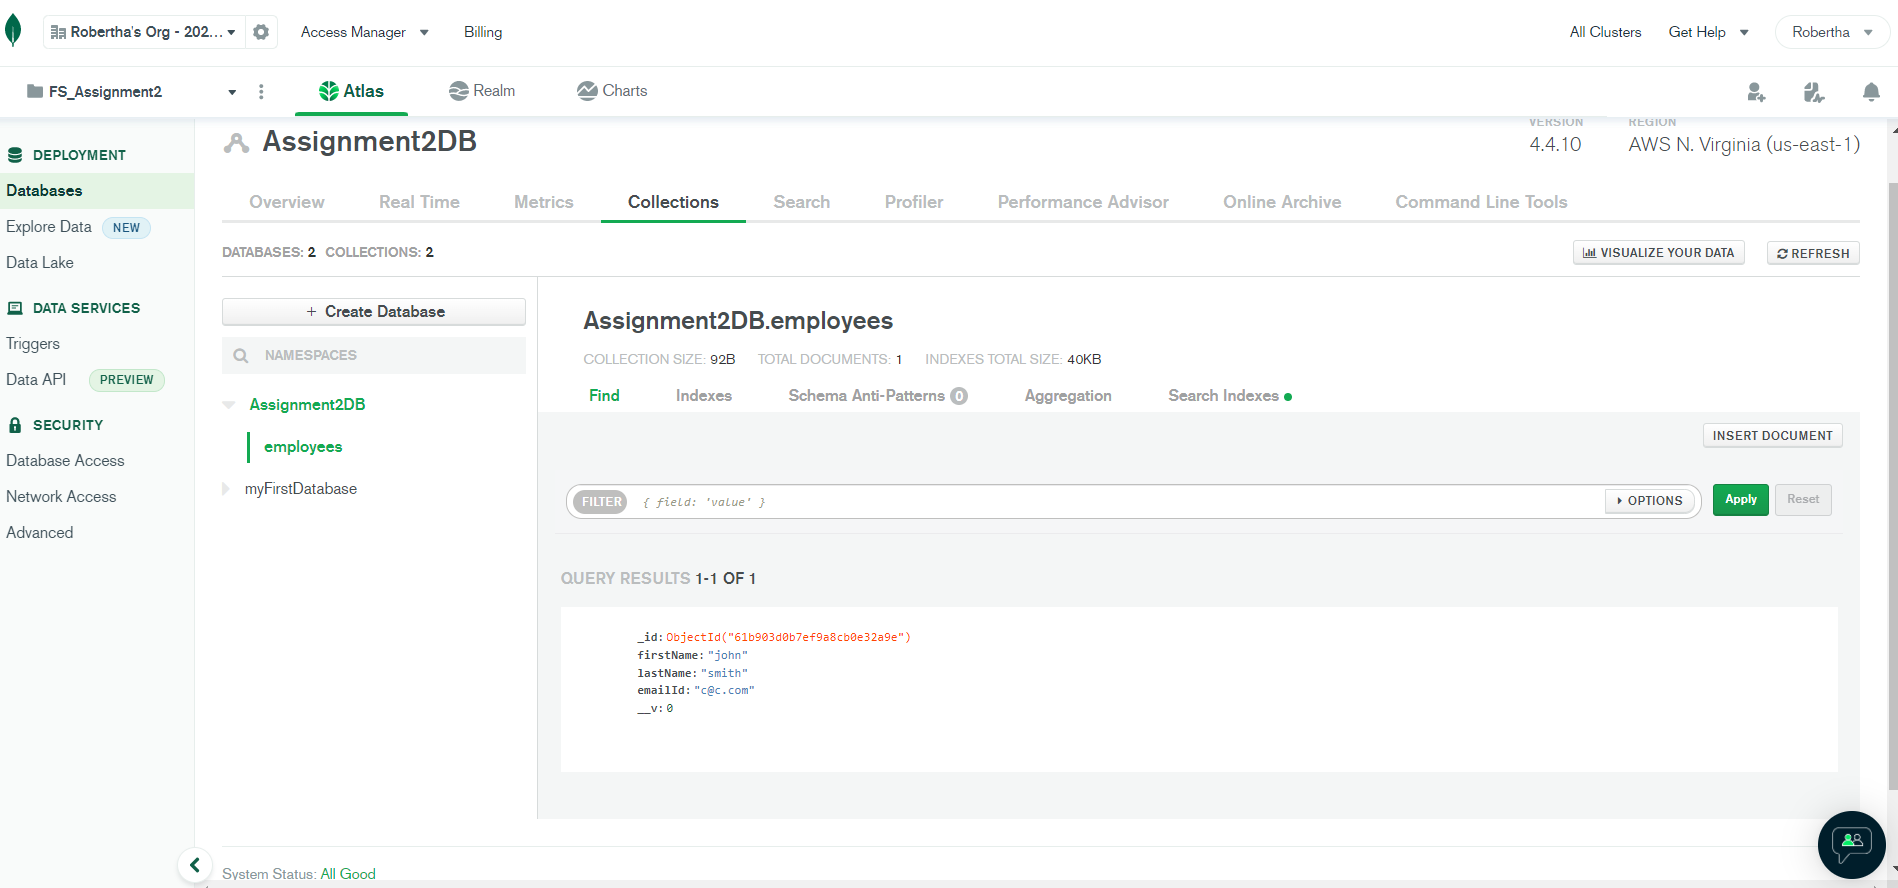 Robertha's Org - 202...
Access Manager
Billing
All Clusters
Get Help
Robertha
FS_Assignment2
Atlas
Realm
Charts
DEPLOYMENT
Databases
Explore Data NEW
Data Lake
DATA SERVICES
Triggers
Data API PREVIEW
SECURITY
Database Access
Network Access
Advanced
Assignment2DB
VERSION
4.4.10
REGION
AWS N. Virginia (us-east-1)
Overview
Real Time
Metrics
Collections
Search
Profiler
Performance Advisor
Online Archive
Command Line Tools
DATABASES: 2 COLLECTIONS: 2
VISUALIZE YOUR DATA
REFRESH
+ Create Database
NAMESPACES
Assignment2DB
employees
myFirstDatabase
Assignment2DB.employees
COLLECTION SIZE: 92B TOTAL DOCUMENTS: 1 INDEXES TOTAL SIZE: 40KB
Find
Indexes
Schema Anti-Patterns 0
Aggregation
Search Indexes
INSERT DOCUMENT
FILTER { field: 'value' }
OPTIONS
Apply
Reset
QUERY RESULTS 1-1 OF 1
_id: ObjectId("61b903d0b7ef9a8cb0e32a9e")
firstName: "john"
lastName: "smith"
emailId: "c@c.com"
__v: 0
System Status: All Good